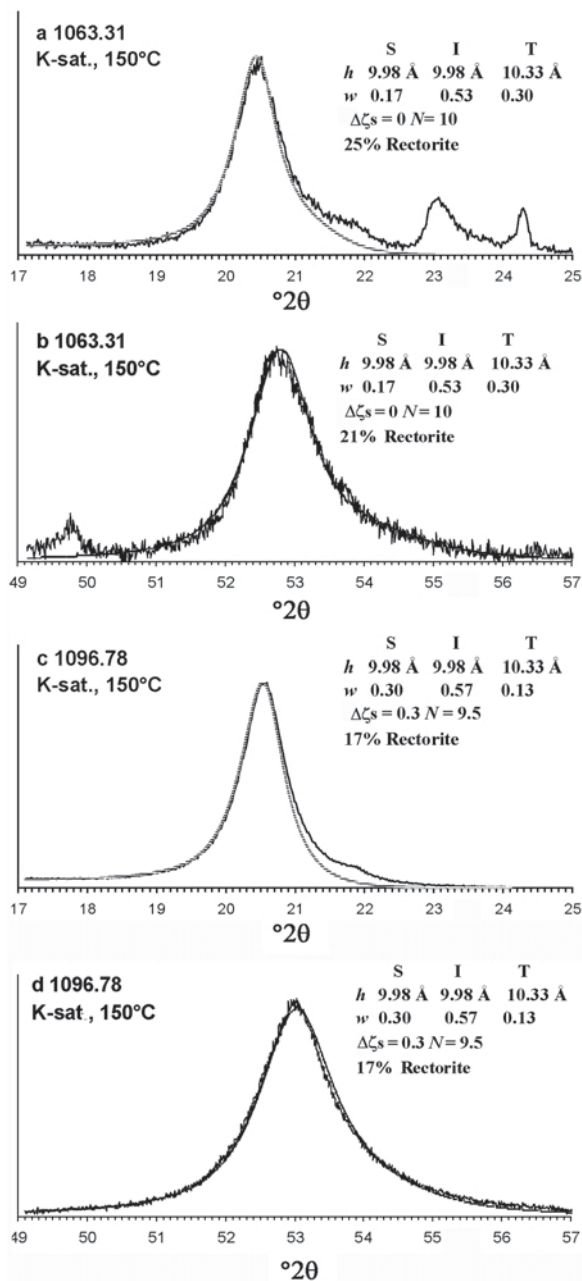 a 1063.31
K-sat., 150°C
S I T
h 9.98 Å 9.98 Å 10.33 Å
w 0.17 0.53 0.30
Δζs = 0 N= 10
25% Rectorite
17 18 19 20 21 22 23 24 25
°2θ
b 1063.31
K-sat., 150°C
S I T
h 9.98 Å 9.98 Å 10.33 Å
w 0.17 0.53 0.30
Δζs = 0 N= 10
21% Rectorite
49 50 51 52 53 54 55 56 57
°2θ
c 1096.78
K-sat., 150°C
S I T
h 9.98 Å 9.98 Å 10.33 Å
w 0.30 0.57 0.13
Δζs = 0.3 N = 9.5
17% Rectorite
17 18 19 20 21 22 23 24 25
°2θ
d 1096.78
K-sat., 150°C
S I T
h 9.98 Å 9.98 Å 10.33 Å
w 0.30 0.57 0.13
Δζs = 0.3 N = 9.5
17% Rectorite
49 50 51 52 53 54 55 56 57
°2θ